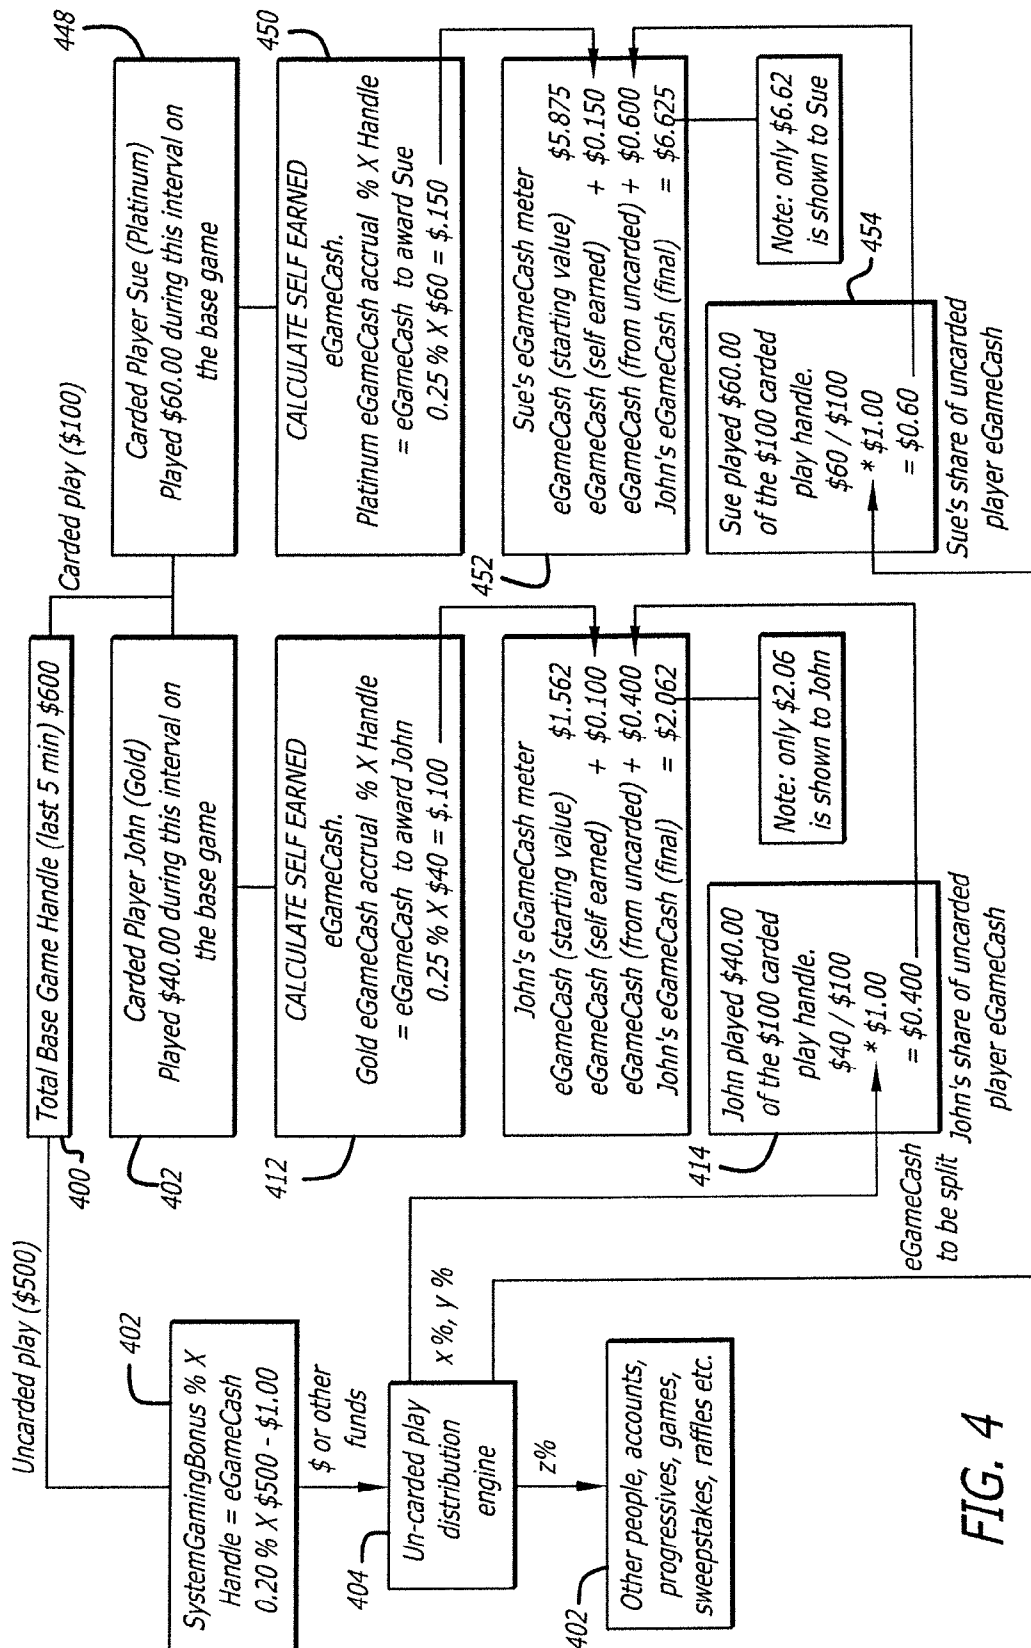 Total Base Game Handle (last 5 min) $600
400
Uncarded play ($500)
Carded play ($100)
SystemGamingBonus % X
Handle = eGameCash
0.20 % X $500 - $1.00
402
$ or other
funds
Un-carded play
distribution
engine
404
x%, y%
z%
Other people, accounts,
progressives, games,
sweepstakes, raffles etc.
402
Carded Player John (Gold)
Played $40.00 during this interval on
the base game
402
CALCULATE SELF EARNED
eGameCash.
Gold eGameCash accrual % X Handle
= eGameCash to award John
0.25 % X $40 = $.100
412
John's eGameCash meter
eGameCash (starting value) $1.562
eGameCash (self earned) + $0.100
eGameCash (from uncarded) + $0.400
John's eGameCash (final) = $2.062
Note: only $2.06
is shown to John
John played $40.00
of the $100 carded
play handle.
$40 / $100
* $1.00
= $0.400
414
eGameCash
to be split
John's share of uncarded
player eGameCash
Carded Player Sue (Platinum)
Played $60.00 during this interval on
the base game
448
CALCULATE SELF EARNED
eGameCash.
Platinum eGameCash accrual % X Handle
= eGameCash to award Sue
0.25 % X $60 = $.150
450
Sue's eGameCash meter
eGameCash (starting value) $5.875
eGameCash (self earned) + $0.150
eGameCash (from uncarded) + $0.600
John's eGameCash (final) = $6.625
452
Note: only $6.62
is shown to Sue
Sue played $60.00
of the $100 carded
play handle.
$60 / $100
* $1.00
= $0.60
454
Sue's share of uncarded
player eGameCash
FIG. 4